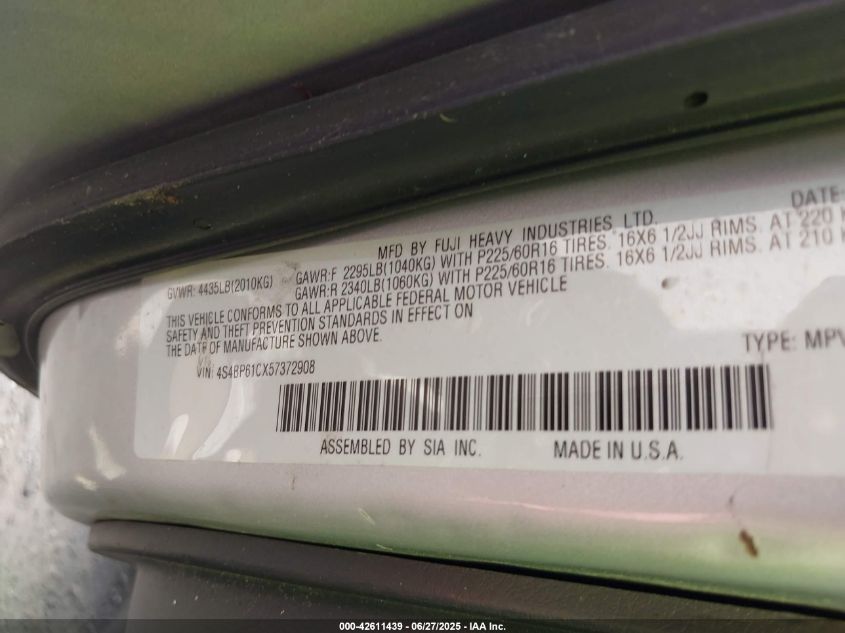 MFD BY FUJI HEAVY INDUSTRIES, LTD. DATE:
GVWR: 4435LB(2010KG) GAWR:F 2295LB(1040KG) WITH P225/60R16 TIRES. 16X6 1/2JJ RIMS. AT 220
GAWR:R 2340LB(1060KG) WITH P225/60R16 TIRES. 16X6 1/2JJ RIMS. AT 210
THIS VEHICLE CONFORMS TO ALL APPLICABLE FEDERAL MOTOR VEHICLE
SAFETY AND THEFT PREVENTION STANDARDS IN EFFECT ON
THE DATE OF MANUFACTURE SHOWN ABOVE.
VIN: 4S4BP61CX57372908 TYPE: MPV
ASSEMBLED BY SIA INC. MADE IN U.S.A.
000-42611439 | 06/27/2025 - IAA Inc.